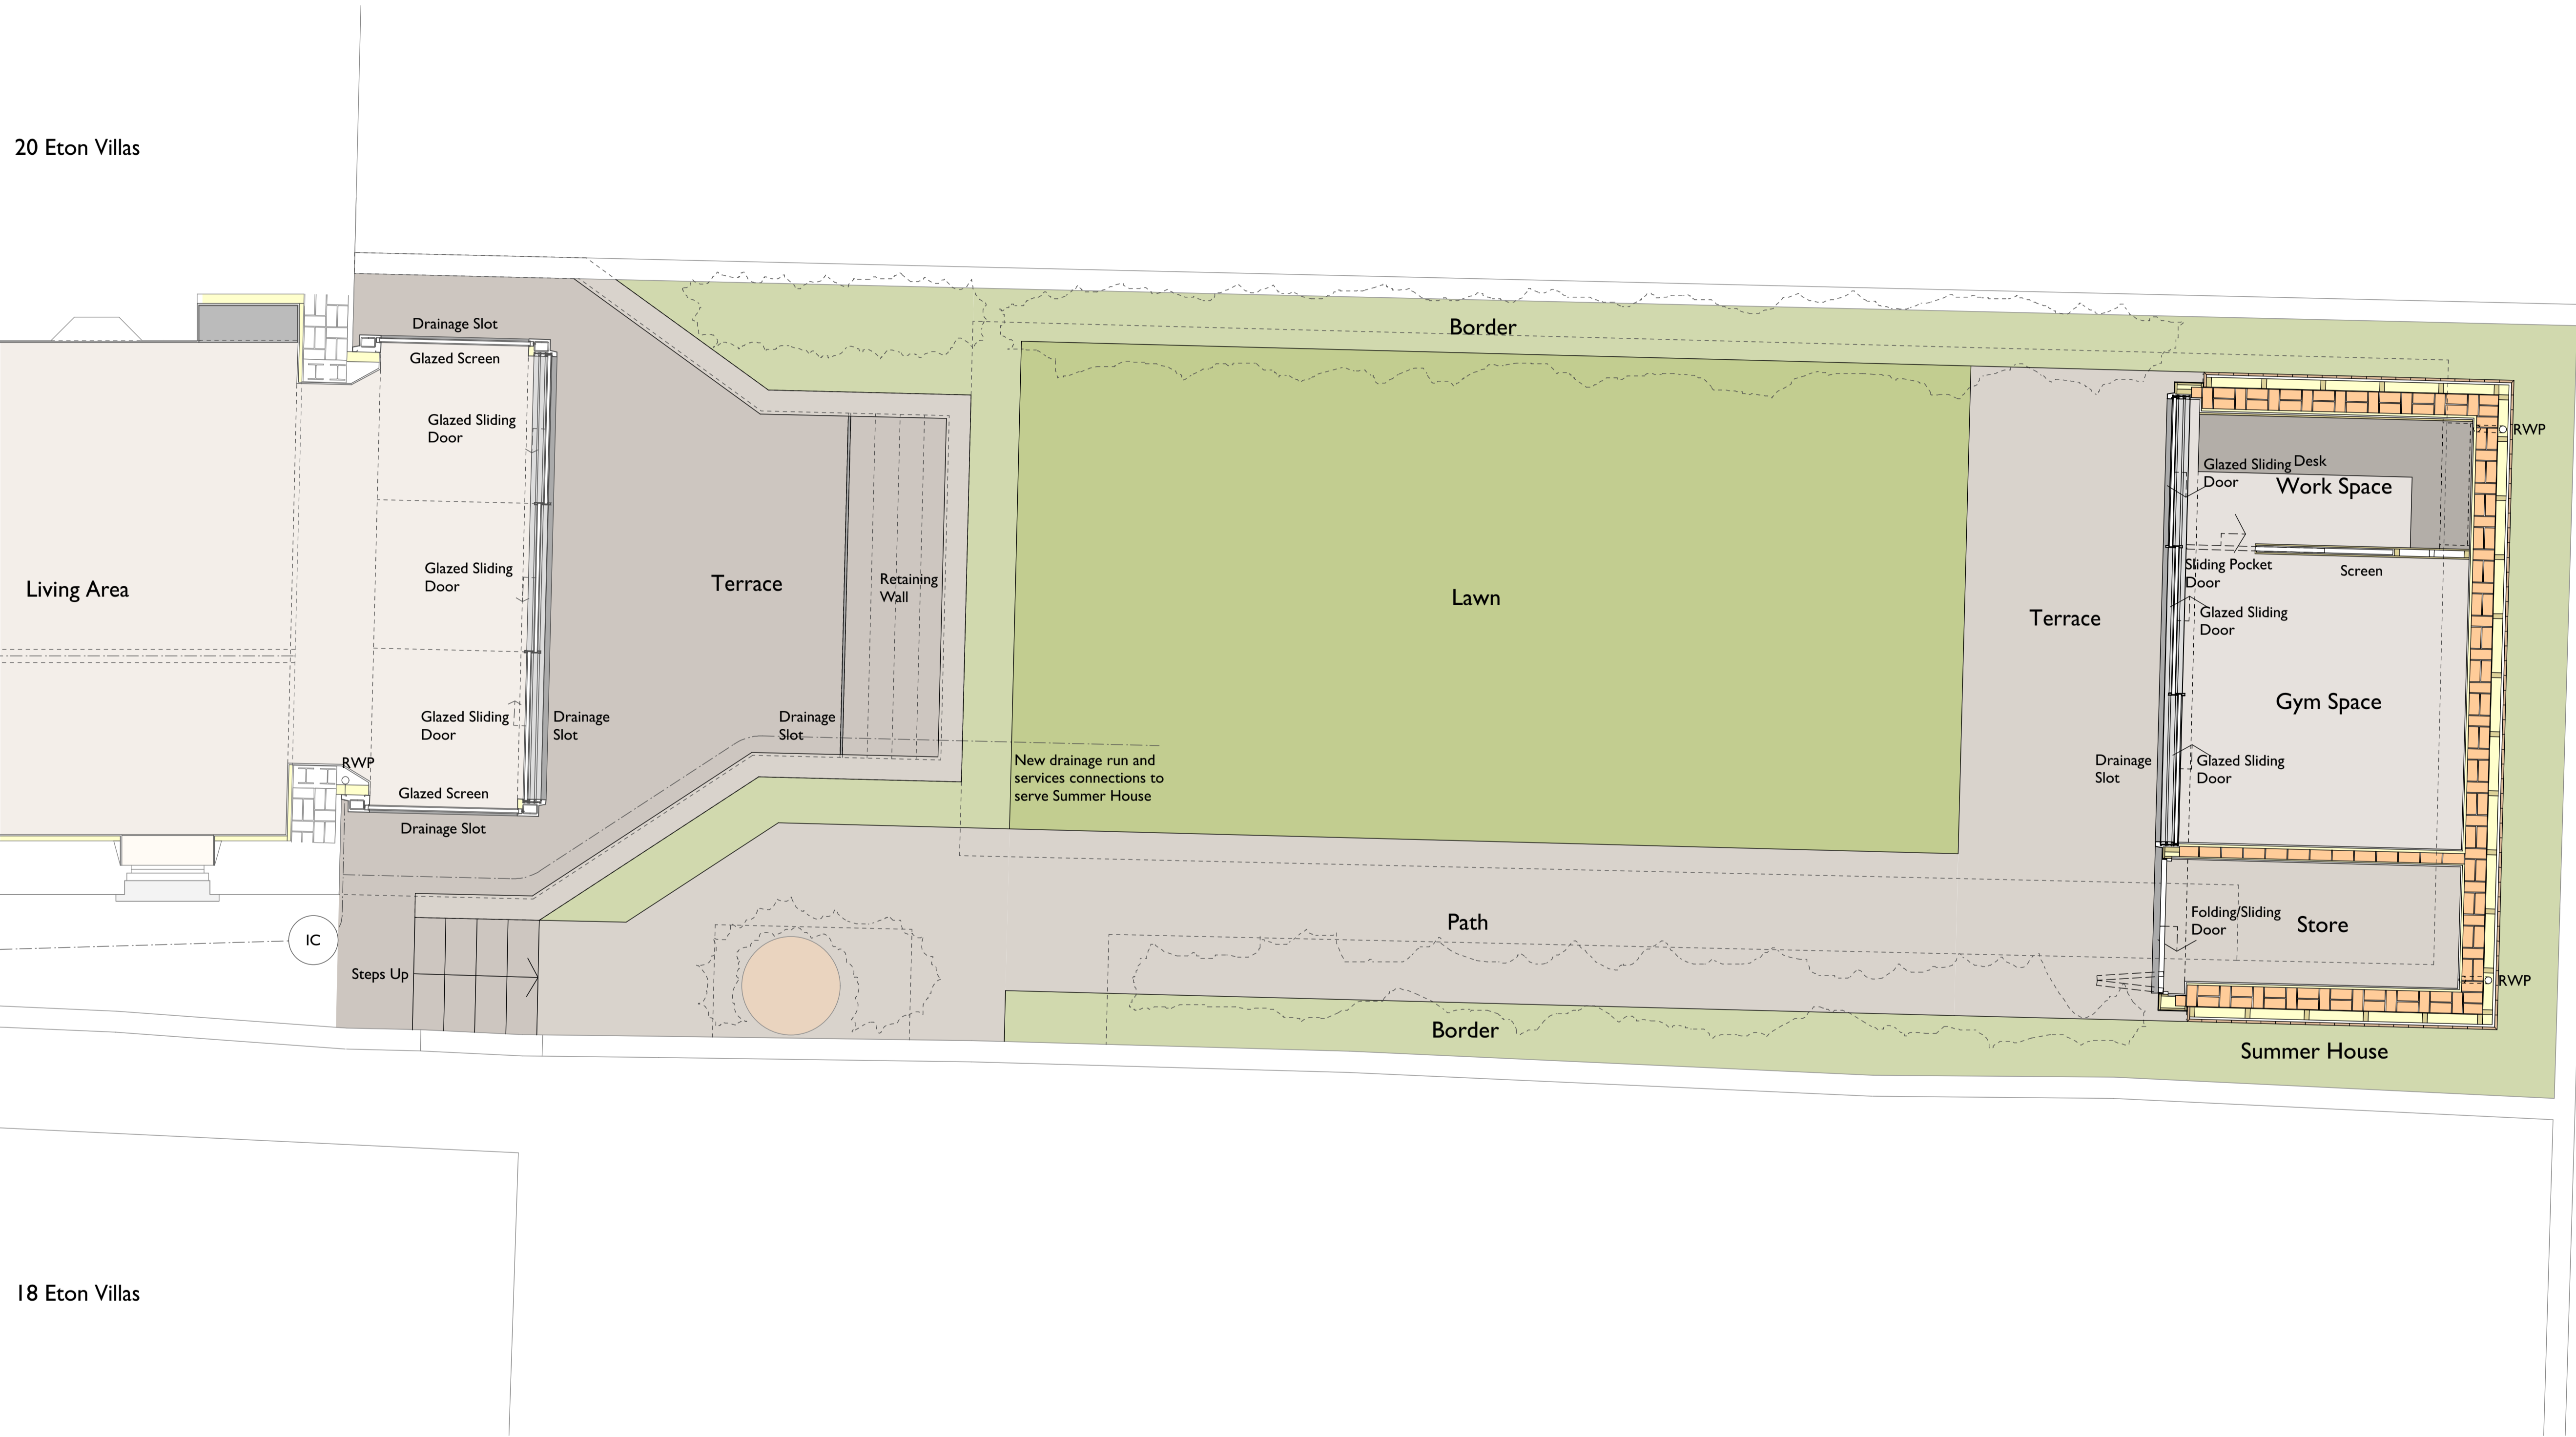 20 Eton Villas
Drainage Slot
Glazed Screen
Glazed Sliding
Door
Glazed Sliding
Door
Living Area
Glazed Sliding
Door
Drainage
Slot
RWP
Glazed Screen
Drainage Slot
IC
Steps Up
Terrace
Retaining
Wall
Drainage
Slot
New drainage run and
services connections to
serve Summer House
Border
Lawn
Path
Border
Terrace
Glazed Sliding
Door
Desk
Work Space
RWP
Sliding Pocket
Door
Screen
Glazed Sliding
Door
Gym Space
Drainage
Slot
Glazed Sliding
Door
Folding/Sliding
Door
Store
RWP
Summer House
18 Eton Villas